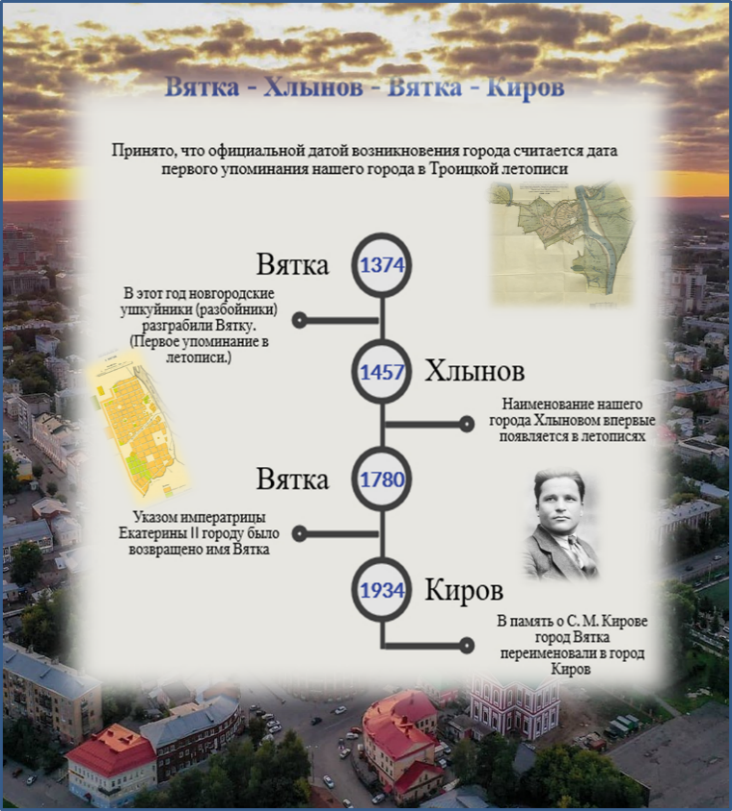 Вятка - Хлынов - Вятка - Киров
Принято, что официальной датой возникновения города считается дата
первого упоминания нашего города в Троицкой летописи
Вятка
1374
В этот год новгородские
ушкуйники (разбойники)
разграбили Вятку.
(Первое упоминание в
летописи.)
1457
Хлынов
Наименование нашего
города Хлыновом впервые
появляется в летописях
Вятка
1780
Указом императрицы
Екатерины II городу было
возвращено имя Вятка
1934
Киров
В память о С. М. Кирове
город Вятка
переименовали в город
Киров